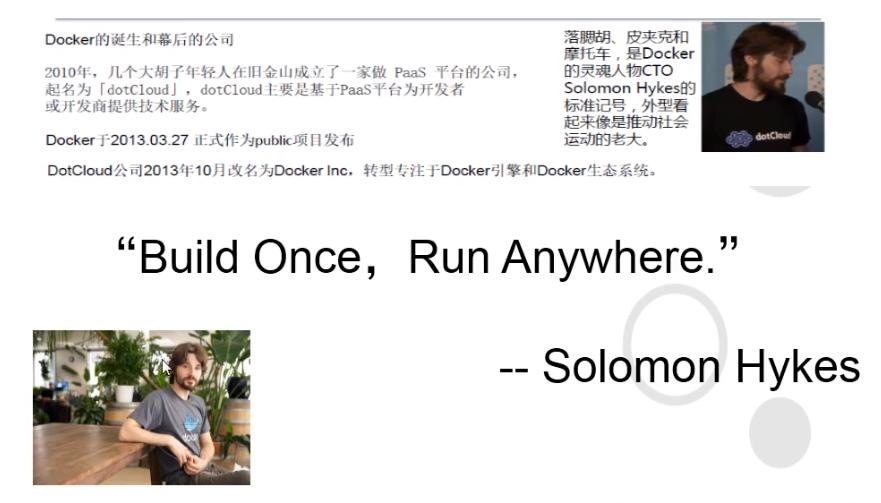 Docker的诞生和幕后的公司
2010年，几个大胡子年轻人在旧金山成立了一家做 PaaS 平台的公司，
起名为「dotCloud」，dotCloud主要是基于PaaS平台为开发者
或开发商提供技术服务。
Docker于2013.03.27 正式作为public项目发布
DotCloud公司2013年10月改名为Docker Inc，转型专注于Docker引擎和Docker生态系统。
落腮胡、皮夹克和
摩托车，是Docker
的灵魂人物CTO
Solomon Hykes的
标准记号，外型看
起来像是推动社会
运动的老大。
dotCloud
“Build Once，Run Anywhere.”
-- Solomon Hykes